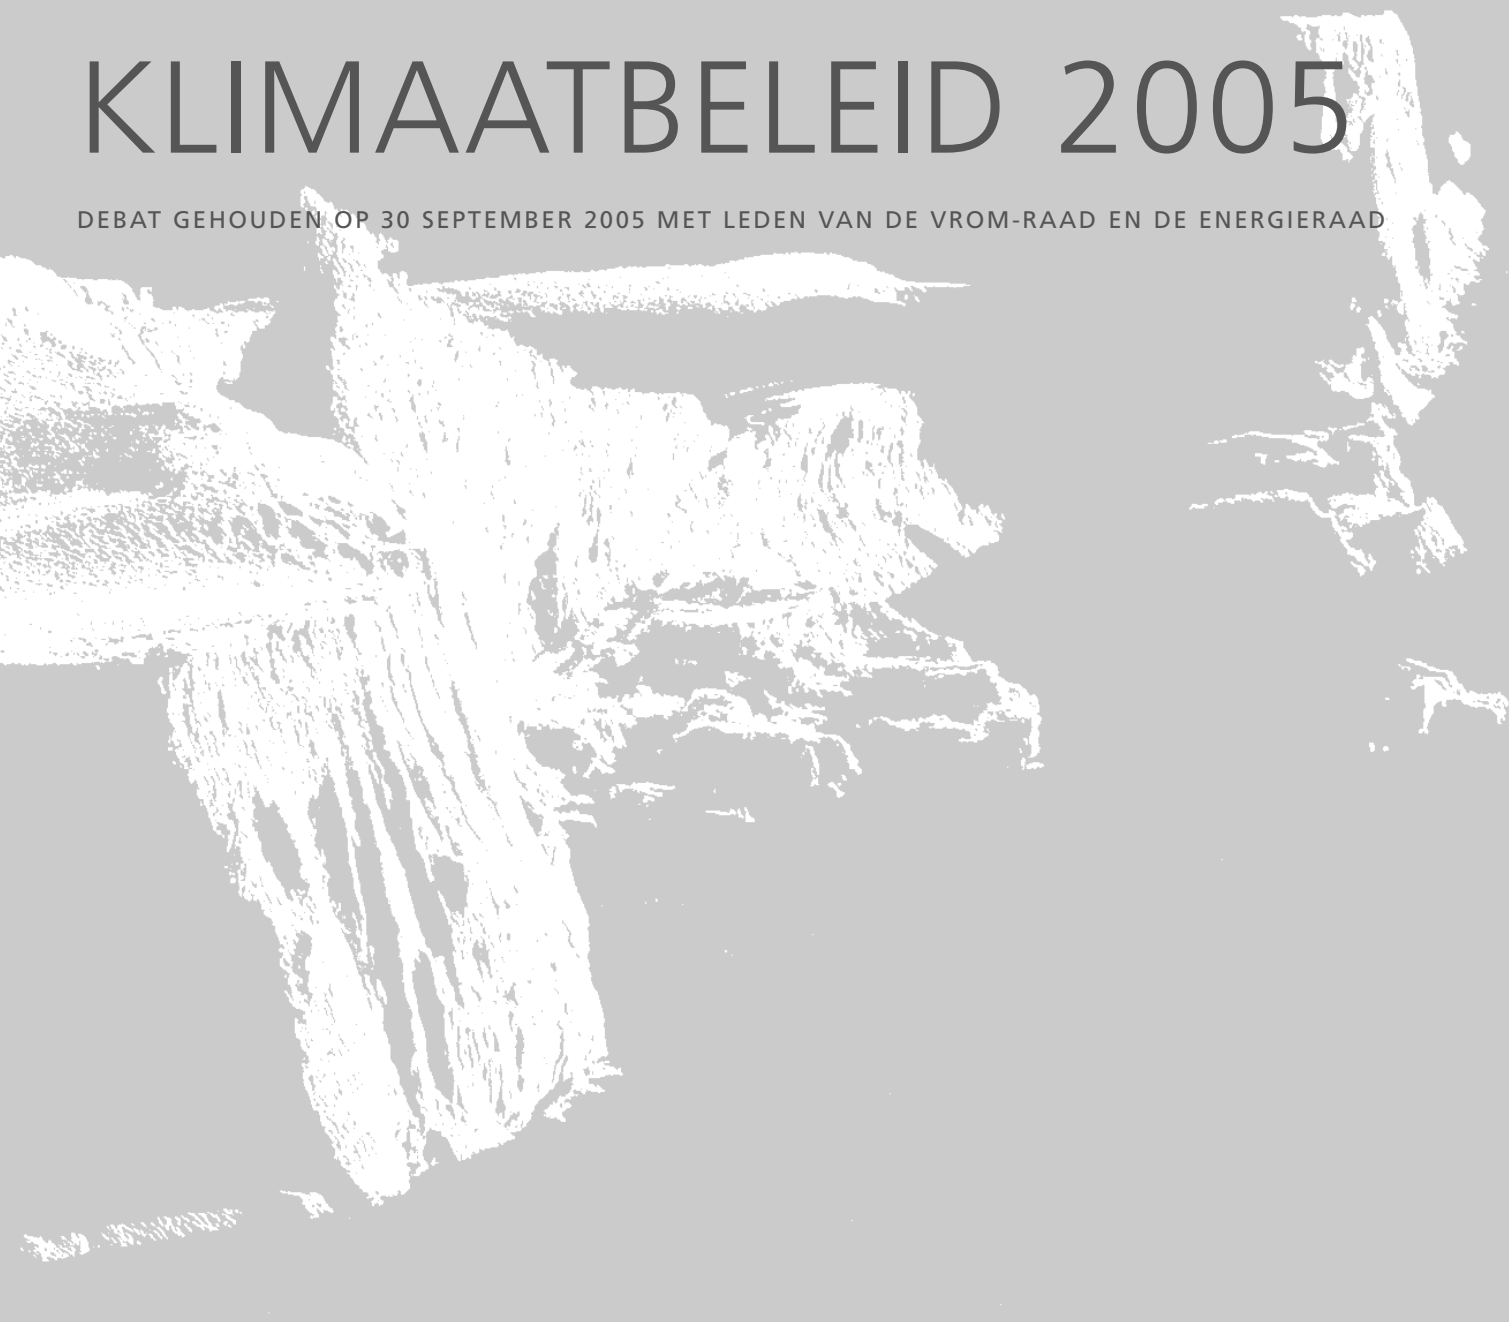 KLIMAATBELEID 2005
DEBAT GEHOUDEN OP 30 SEPTEMBER 2005 MET LEDEN VAN DE VROM-RAAD EN DE ENERGIERAAD